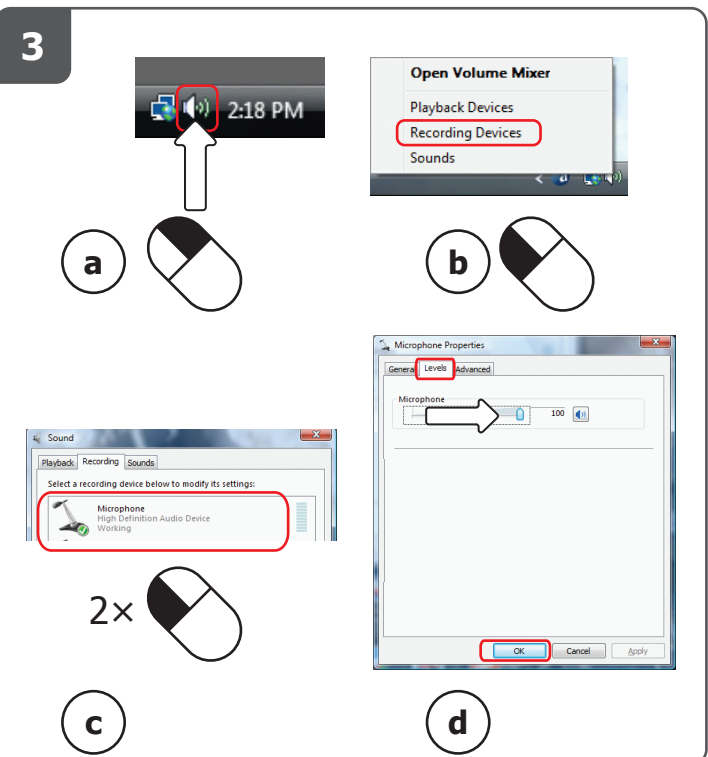 3
2:18 PM
a
Open Volume Mixer
Playback Devices
Recording Devices
Sounds
b
Sound
Playback Recording Sounds
Select a recording device below to modify its settings:
Microphone
High Definition Audio Device
Working
2×
c
Microphone Properties
General Levels Advanced
Microphone
100
OK Cancel Apply
d